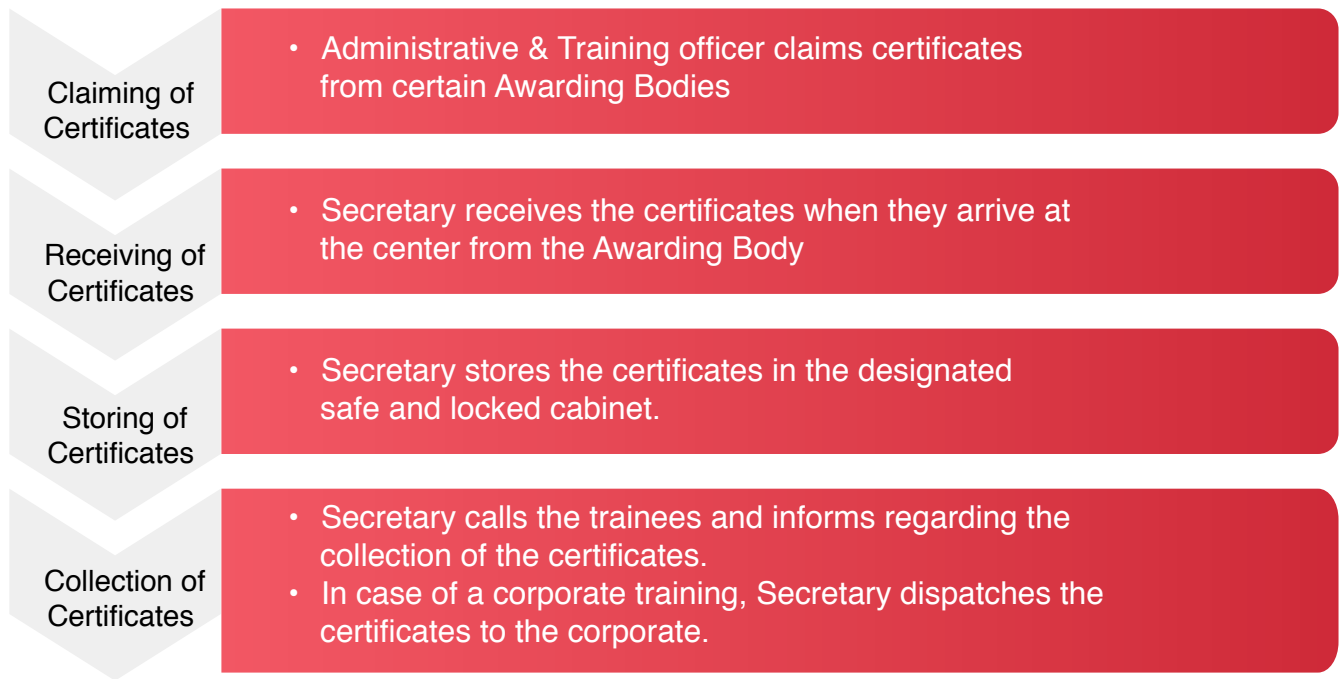 Claiming of
Certificates
• Administrative & Training officer claims certificates
from certain Awarding Bodies
Receiving of
Certificates
• Secretary receives the certificates when they arrive at
the center from the Awarding Body
Storing of
Certificates
• Secretary stores the certificates in the designated
safe and locked cabinet.
Collection of
Certificates
• Secretary calls the trainees and informs regarding the
collection of the certificates.
• In case of a corporate training, Secretary dispatches the
certificates to the corporate.